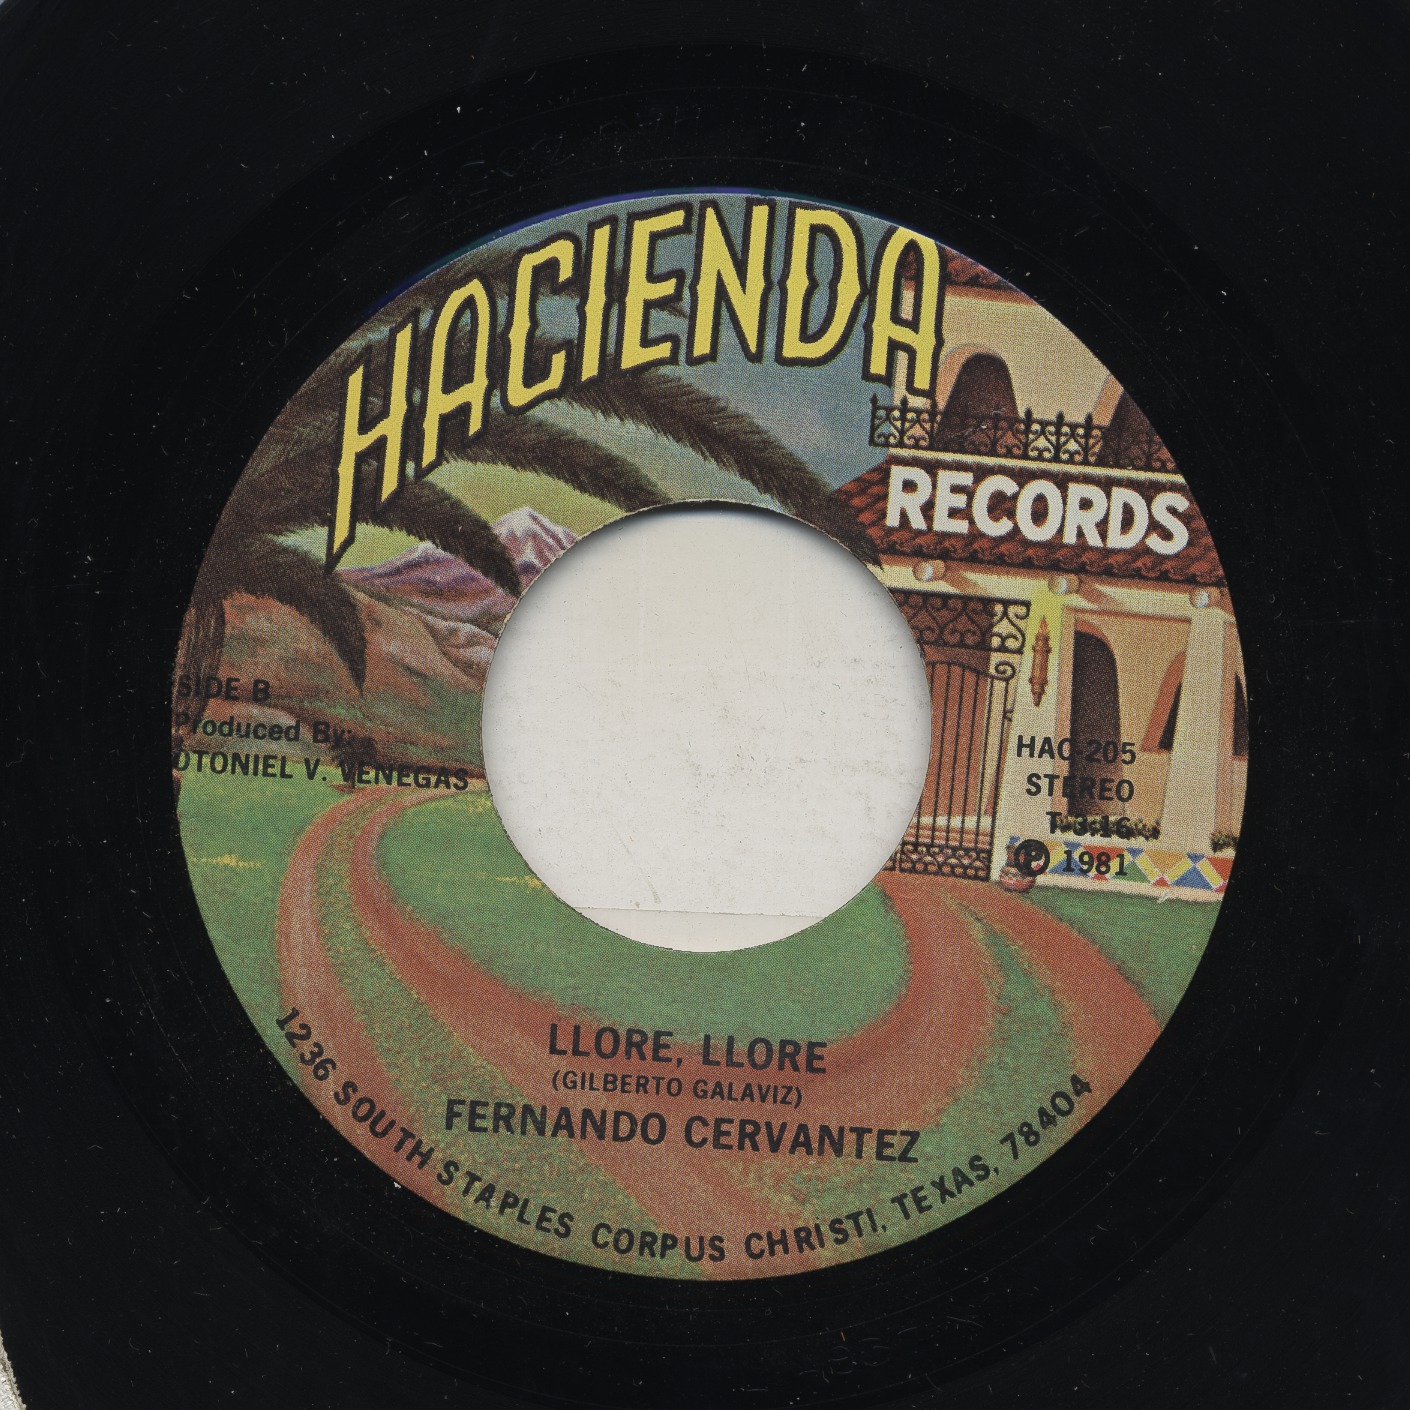 HACIENDA
RECORDS
SIDE B
Produced By:
OTONIEL V. VENEGAS
HAC-205
STEREO
T-3:16
Ⓟ 1981
LLORE, LLORE
(GILBERTO GALAVIZ)
FERNANDO CERVANTEZ
1236 SOUTH STAPLES CORPUS CHRISTI, TEXAS, 78404